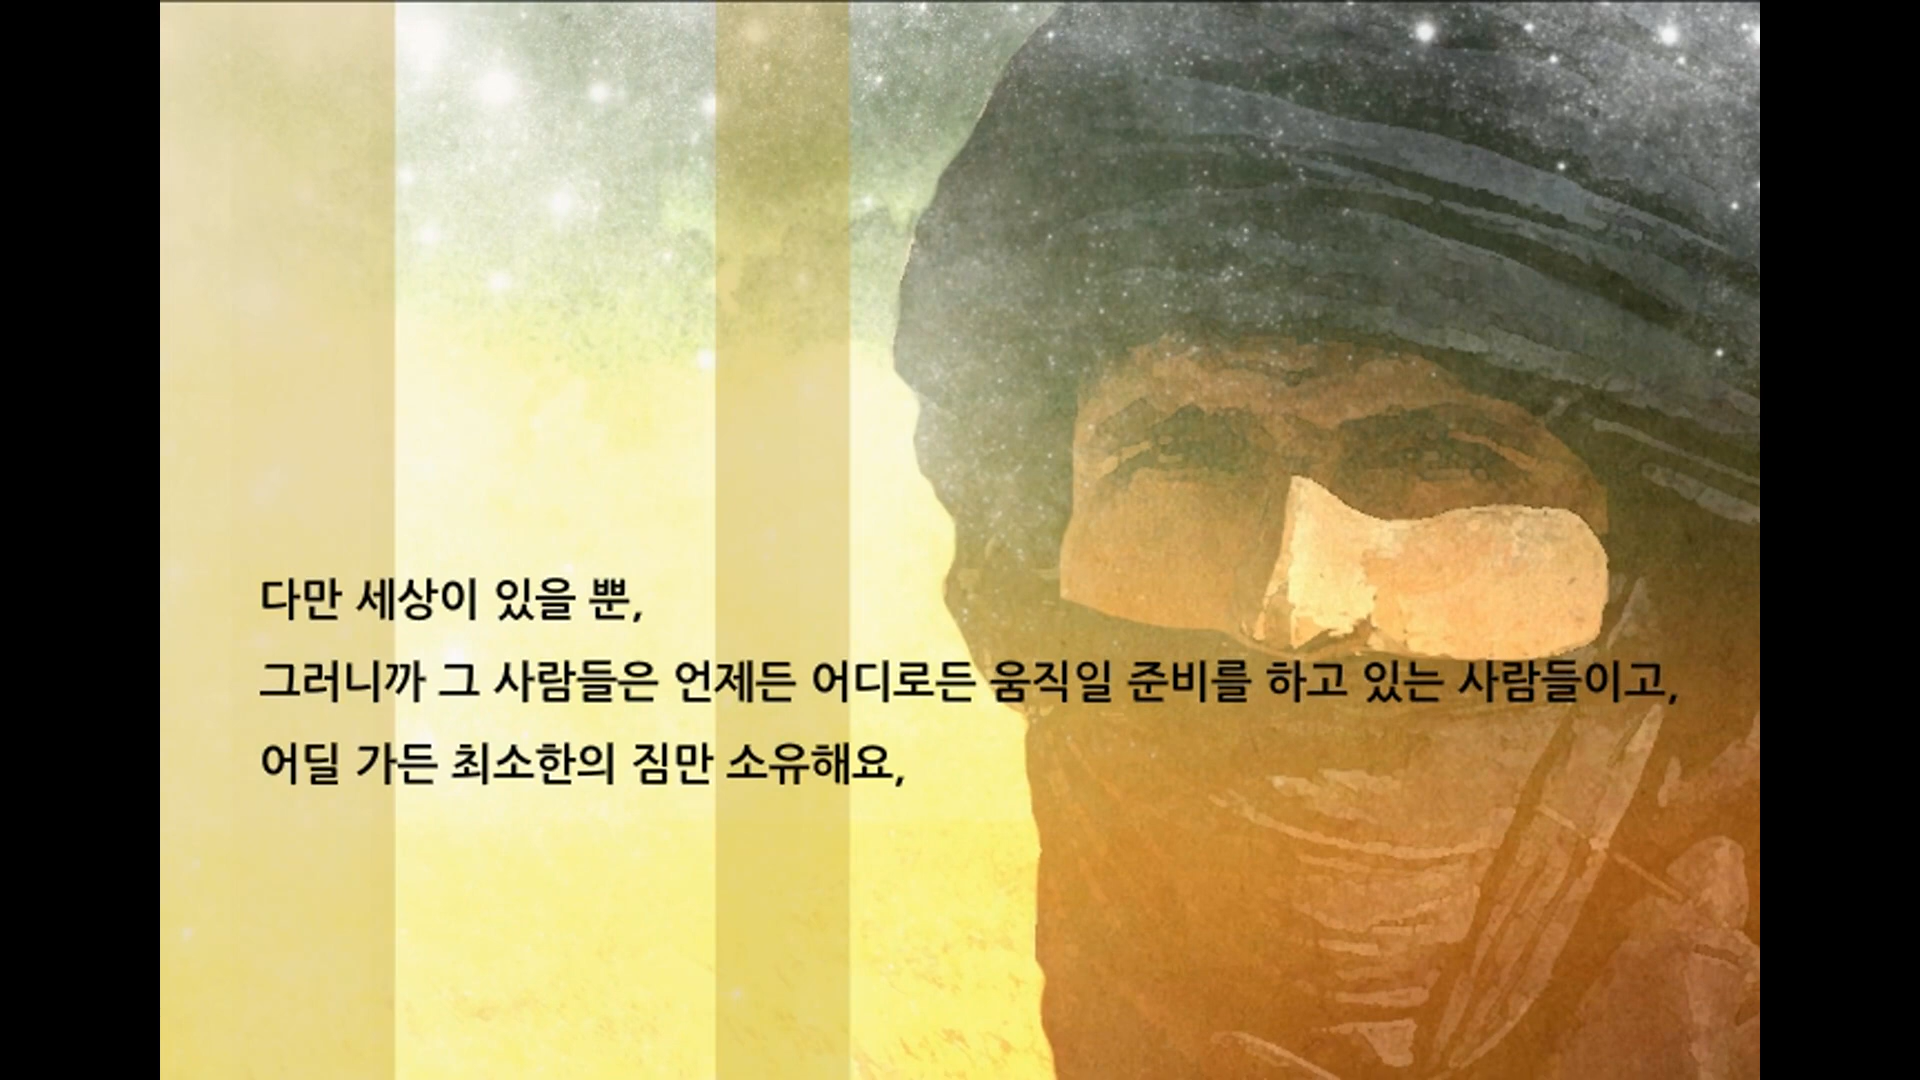 다만 세상이 있을 뿐,
그러니까 그 사람들은 언제든 어디로든 움직일 준비를 하고 있는 사람들이고,
어딜 가든 최소한의 짐만 소유해요,